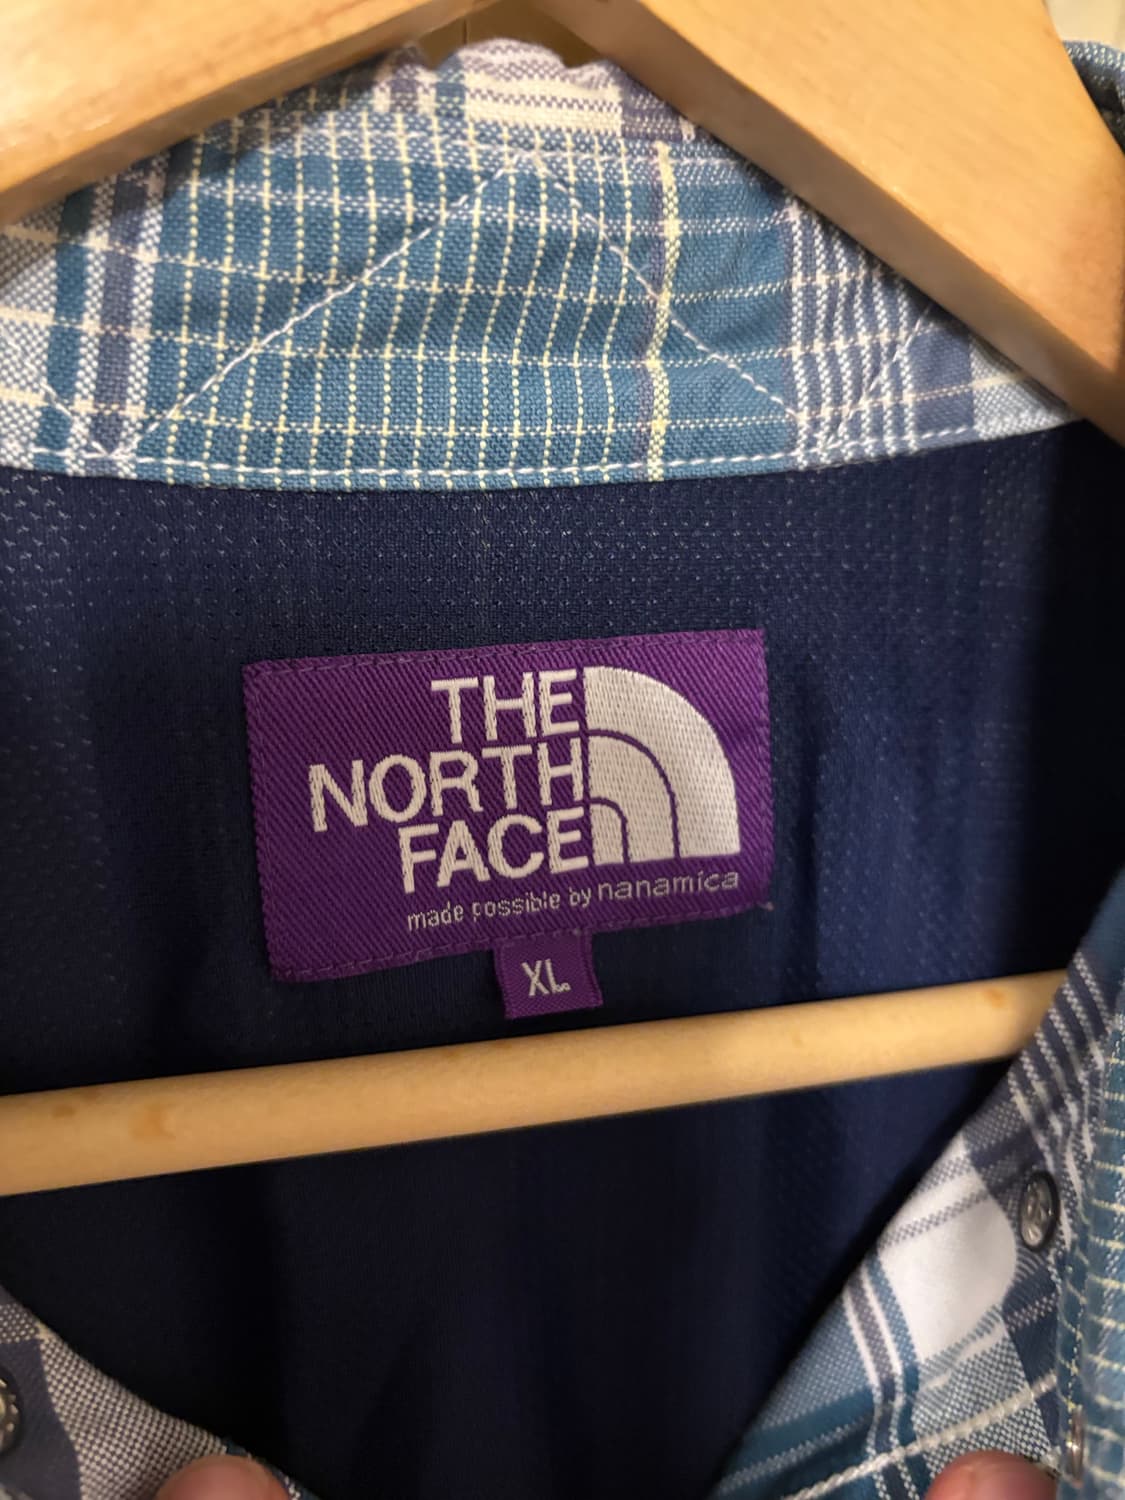 THE
NORTH
FACE
made possible by nanamica
XL